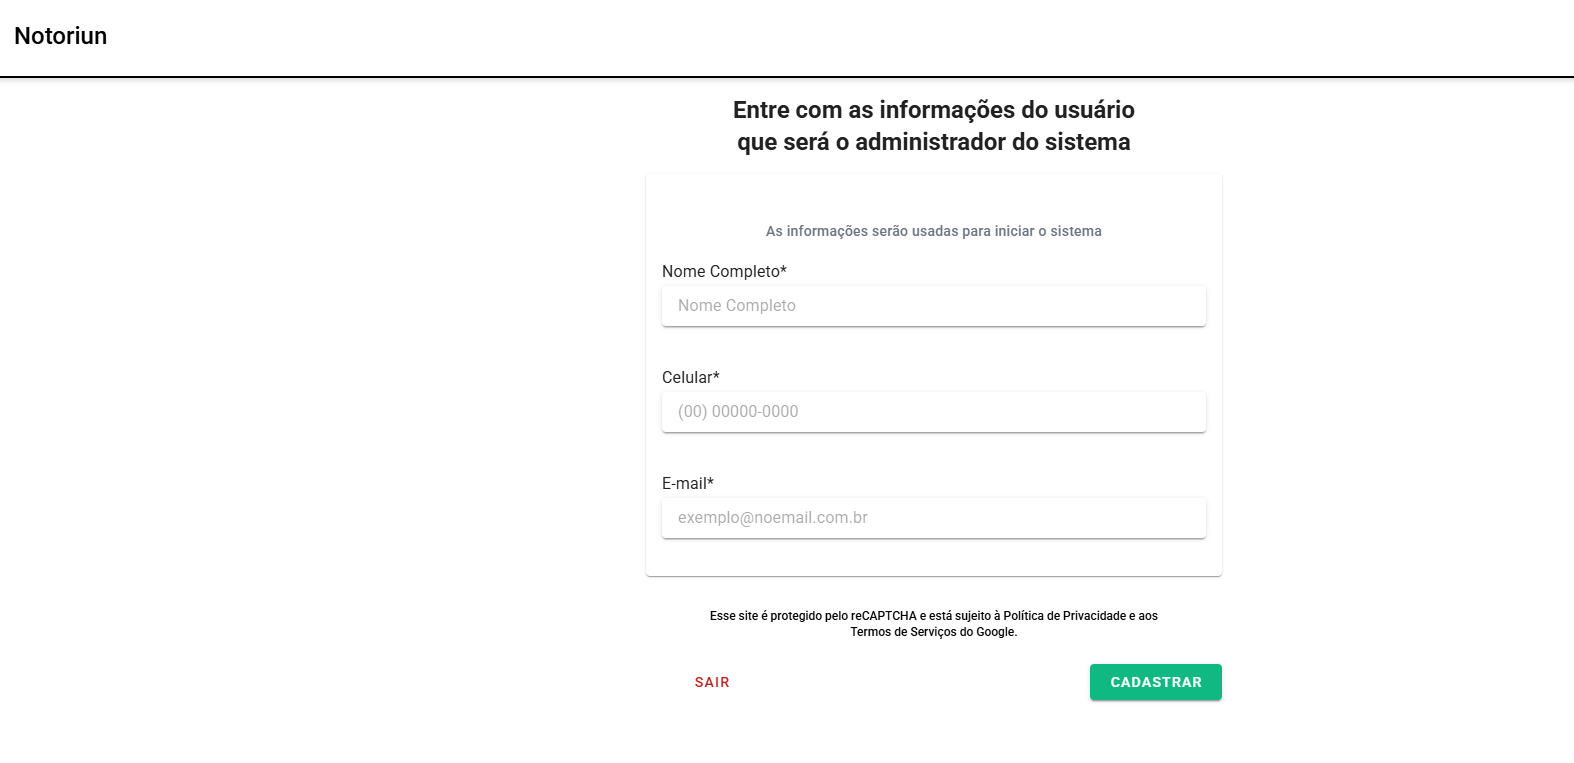 Notoriun
Entre com as informações do usuário
que será o administrador do sistema
As informações serão usadas para iniciar o sistema
Nome Completo*
Nome Completo
Celular*
(00) 00000-0000
E-mail*
exemplo@noemail.com.br
Esse site é protegido pelo reCAPTCHA e está sujeito à Política de Privacidade e aos
Termos de Serviços do Google.
SAIR
CADASTRAR